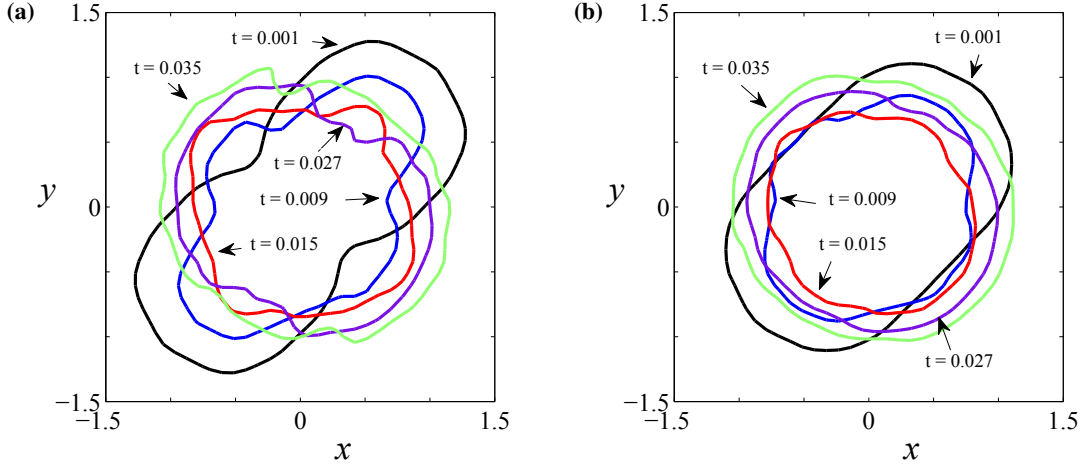 (a)
1.5
t = 0.001
t = 0.035
t = 0.027
y
0
t = 0.009
t = 0.015
−1.5
−1.5
0
1.5
x
(b)
1.5
t = 0.001
t = 0.035
y
0
t = 0.009
t = 0.015
t = 0.027
−1.5
−1.5
0
1.5
x